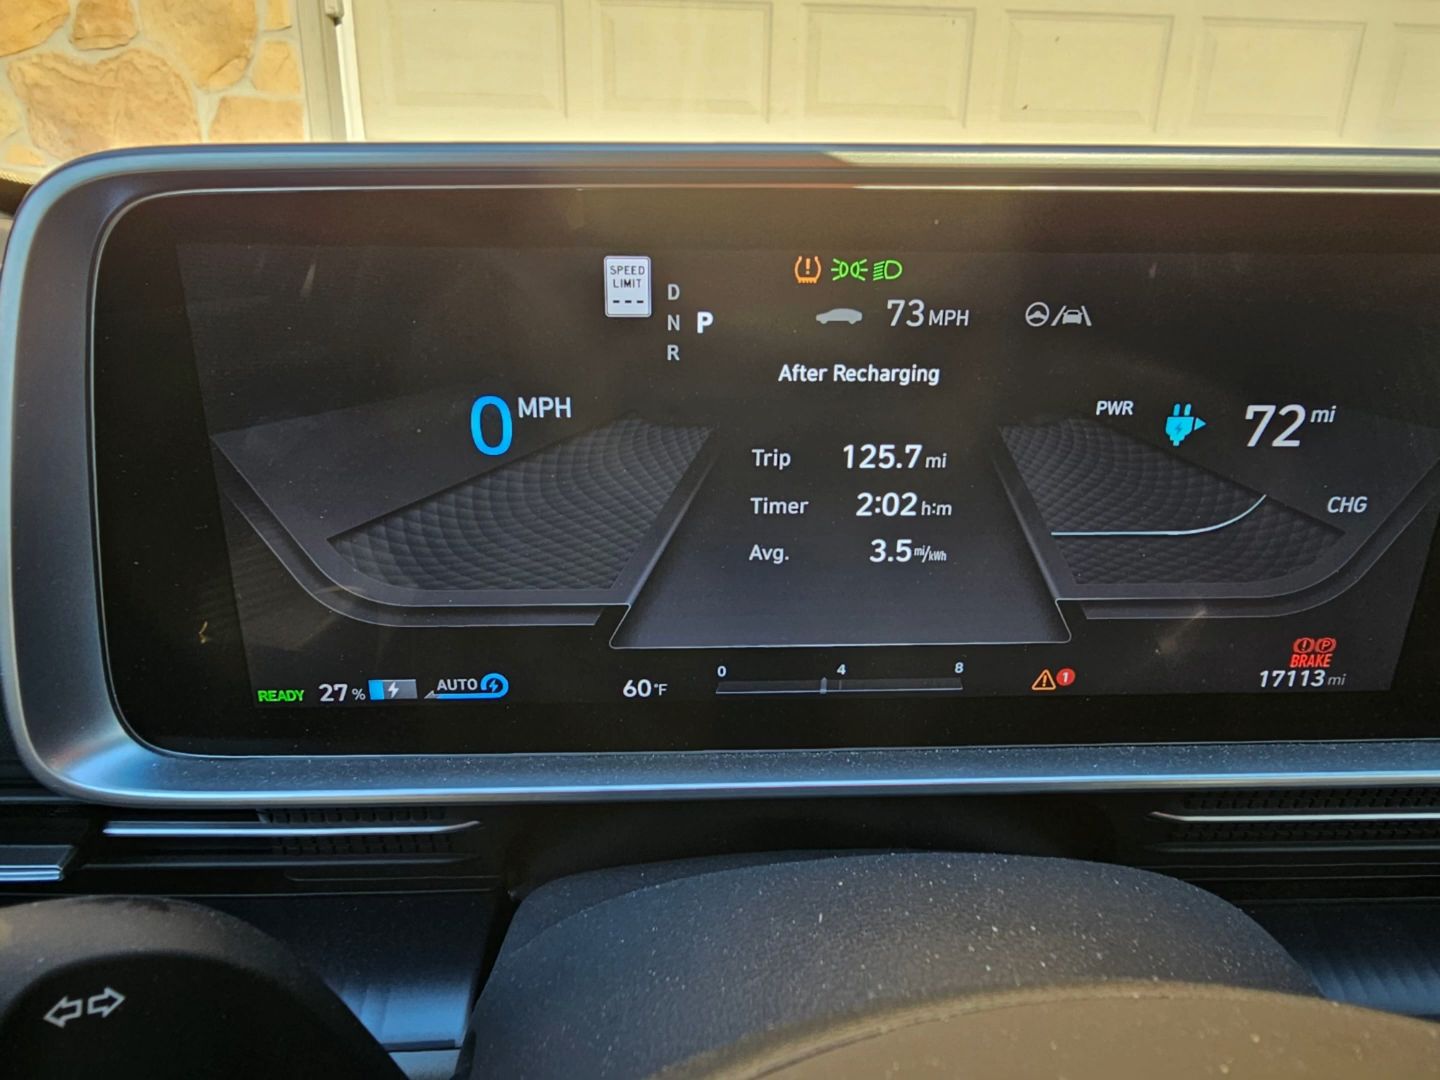 SPEED
LIMIT
---
D
N P
R
73 MPH
After Recharging
0 MPH
PWR
72 mi
Trip 125.7 mi
Timer 2:02 h:m
Avg. 3.5 mi/kWh
CHG
BRAKE
READY 27 % AUTO
60°F
0 4 8
1
17113 mi